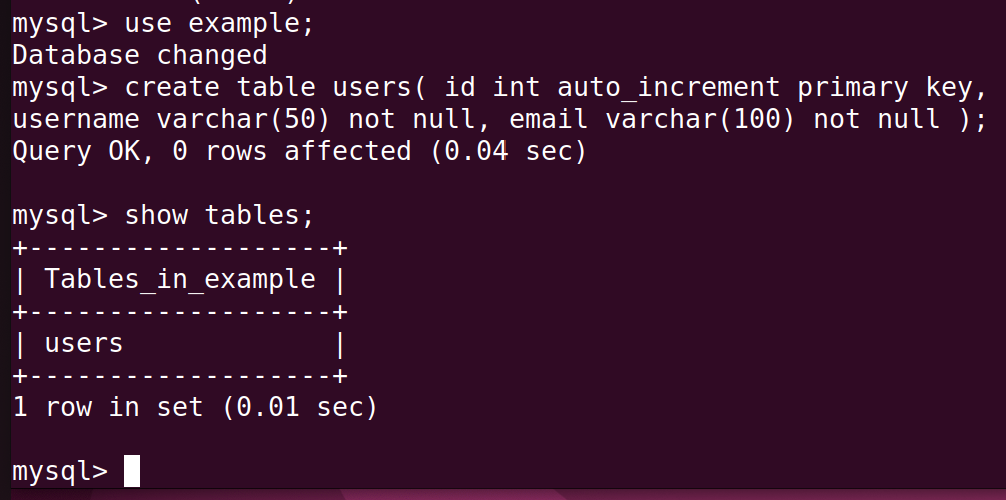 mysql> use example;
Database changed
mysql> create table users( id int auto_increment primary key,
username varchar(50) not null, email varchar(100) not null );
Query OK, 0 rows affected (0.04 sec)

mysql> show tables;
+-------------------+
| Tables_in_example |
+-------------------+
| users             |
+-------------------+
1 row in set (0.01 sec)

mysql>